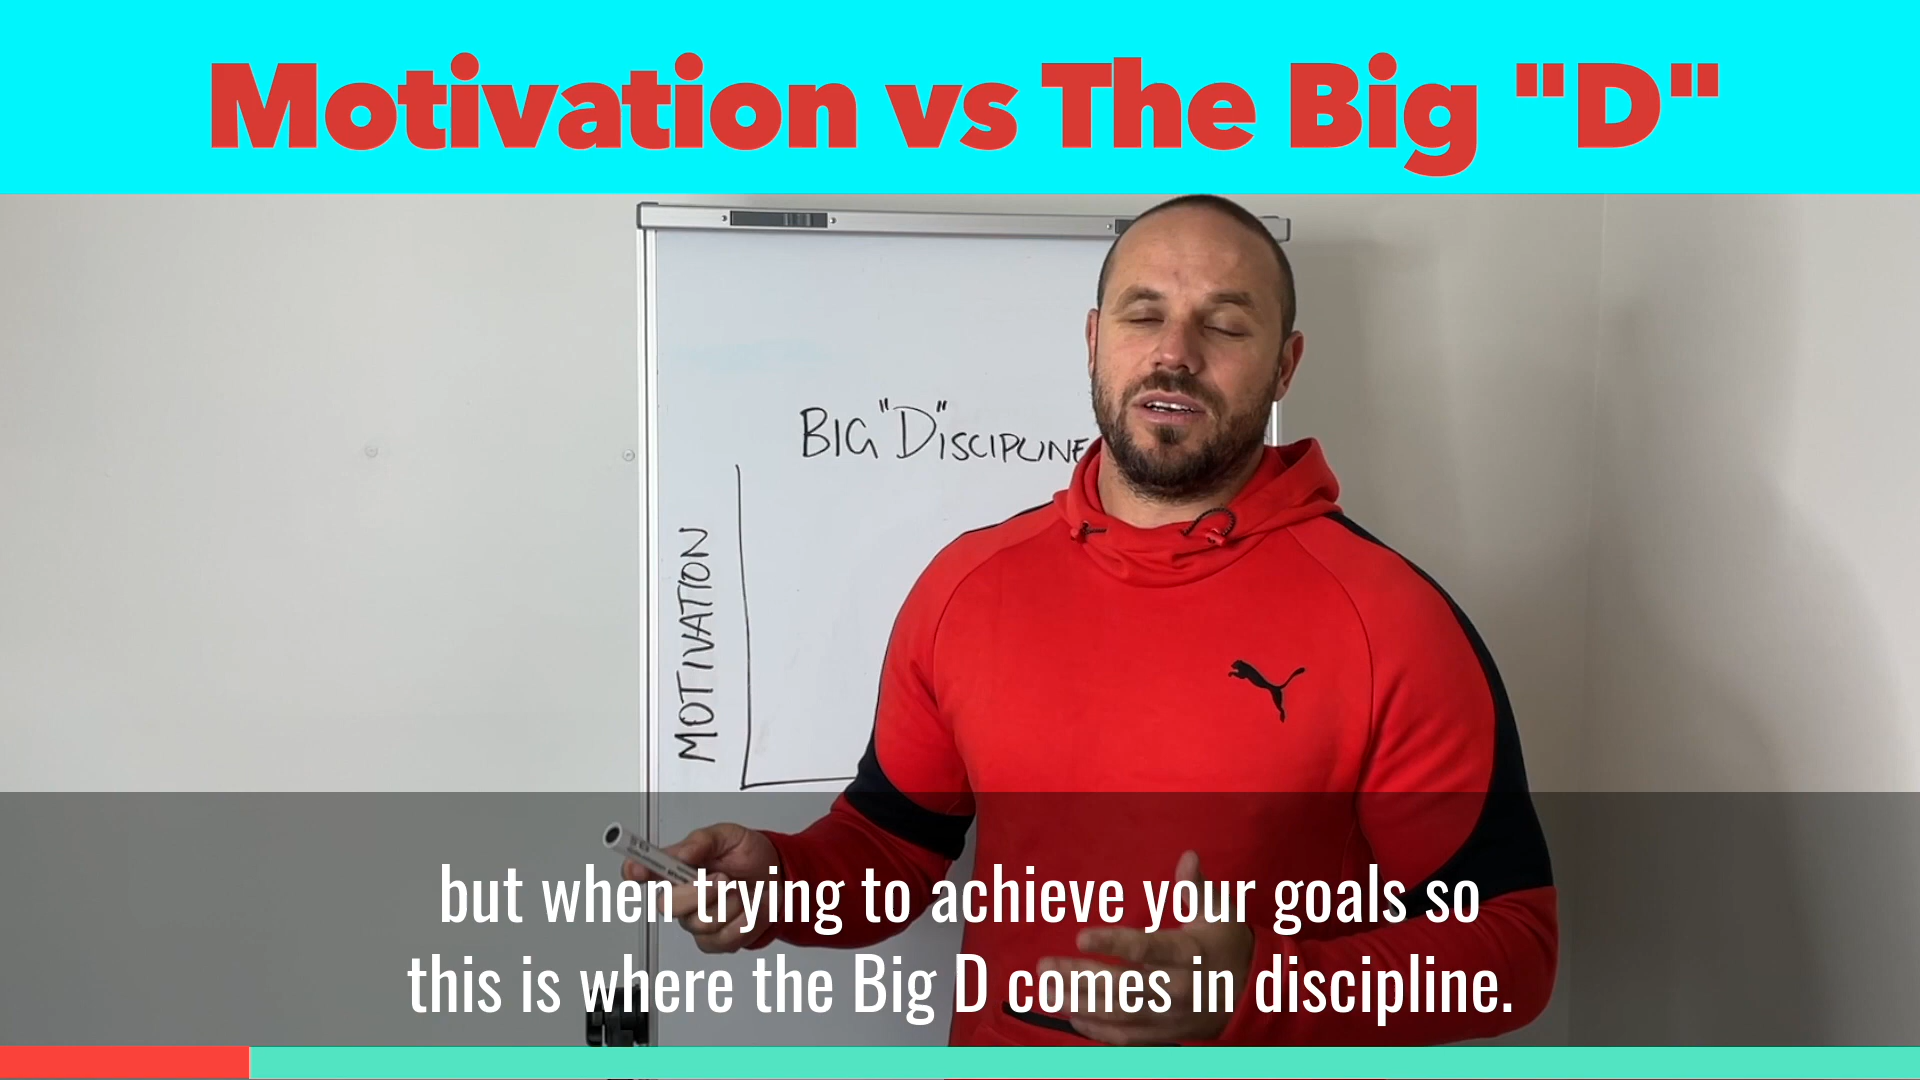 Motivation vs The Big "D"
BIG "DISCIPLINE
MOTIVATION
but when trying to achieve your goals so
this is where the Big D comes in discipline.